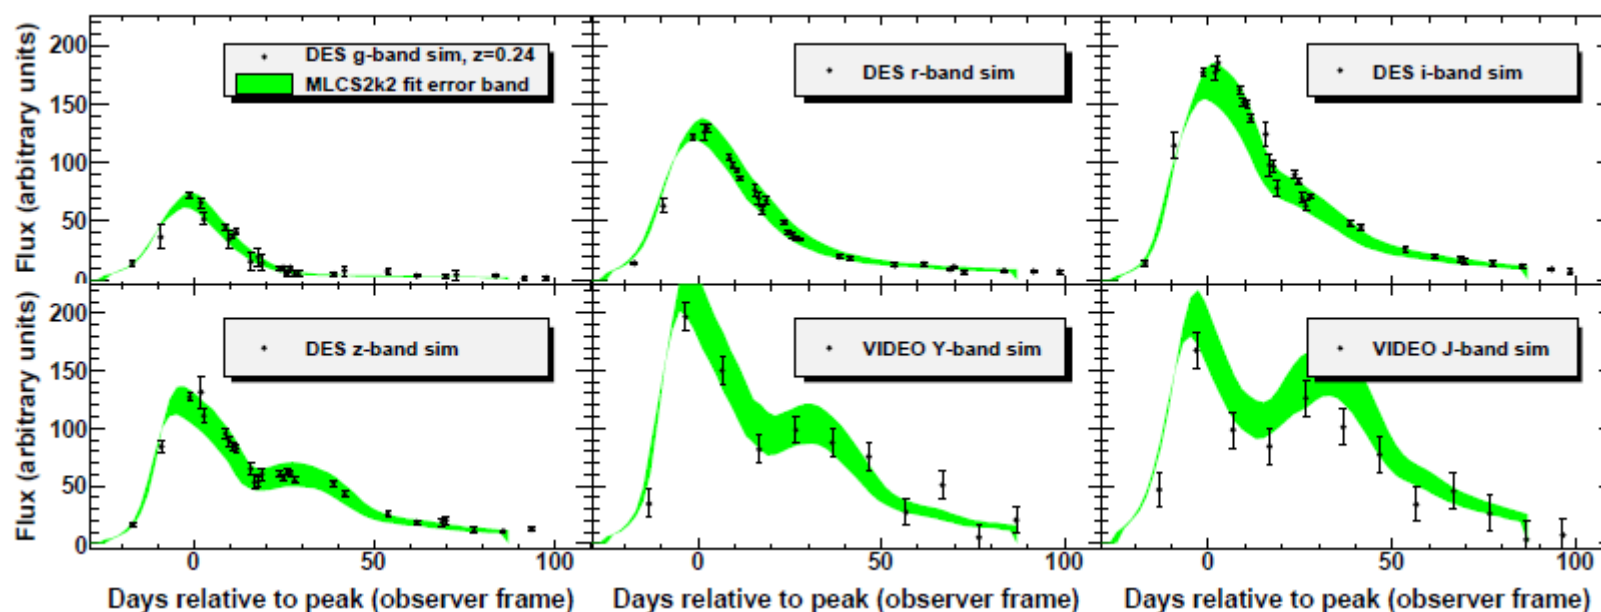 Flux (arbitrary units)
200
150
100
50
0
DES g-band sim, z=0.24
MLCS2k2 fit error band
DES r-band sim
DES i-band sim
Flux (arbitrary units)
200
150
100
50
0
DES z-band sim
VIDEO Y-band sim
VIDEO J-band sim
0 50 100 0 50 100 0 50 100
Days relative to peak (observer frame) Days relative to peak (observer frame) Days relative to peak (observer frame)